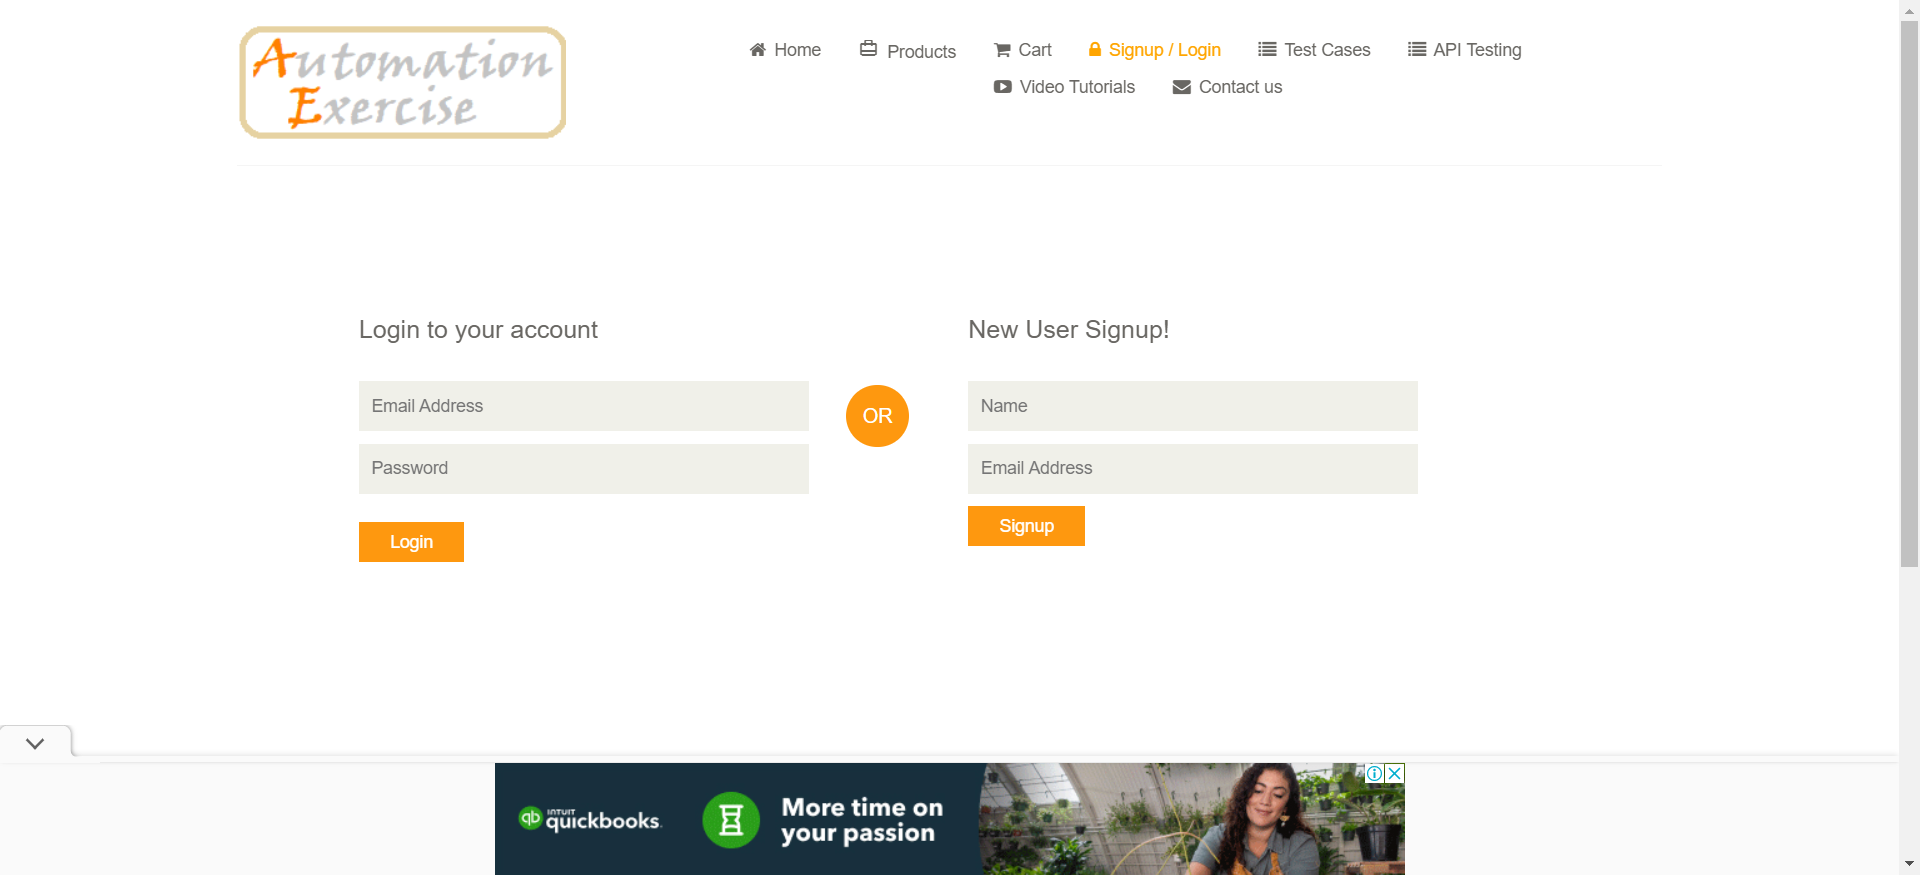 Automation
Exercise
Home
Products
Cart
Signup / Login
Test Cases
API Testing
Video Tutorials
Contact us
Login to your account
New User Signup!
Email Address
Password
Login
OR
Name
Email Address
Signup
qb INTUIT
quickbooks.
More time on
your passion